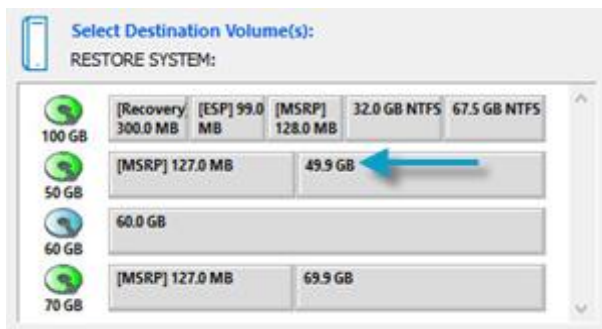 Select Destination Volume(s):
RESTORE SYSTEM:
[Recovery] [ESP] 99.0 [MSRP] 32.0 GB NTFS 67.5 GB NTFS
300.0 MB MB 128.0 MB
100 GB
[MSRP] 127.0 MB 49.9 GB
50 GB
60.0 GB
60 GB
[MSRP] 127.0 MB 69.9 GB
70 GB